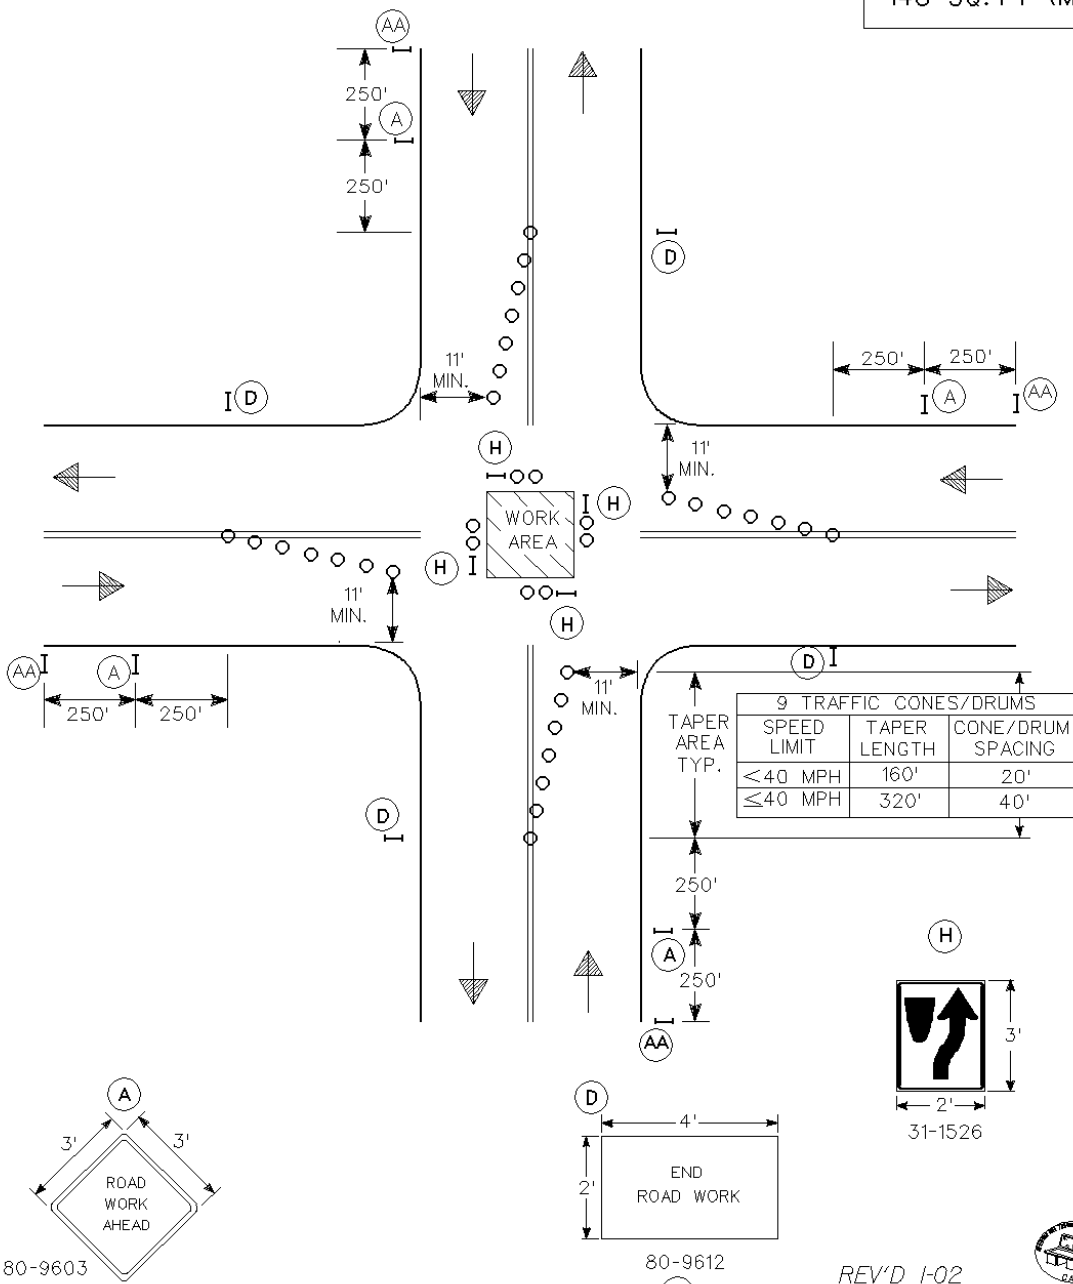 148 SQ.FT (M
AA
250'
A
250'
D
11'
MIN.
250' 250'
D
A
AA
H
11'
MIN.
H
WORK
AREA
H
11'
MIN.
H
AA
A
250' 250'
D
11'
MIN.
TAPER
AREA
TYP.
9 TRAFFIC CONES/DRUMS
SPEED LIMIT TAPER LENGTH CONE/DRUM SPACING
<40 MPH 160' 20'
≤40 MPH 320' 40'
D
250'
A
250'
AA
H
3'
2'
31-1526
A
3' 3'
ROAD
WORK
AHEAD
80-9603
D
4'
2'
END
ROAD WORK
80-9612
REV'D 1-02